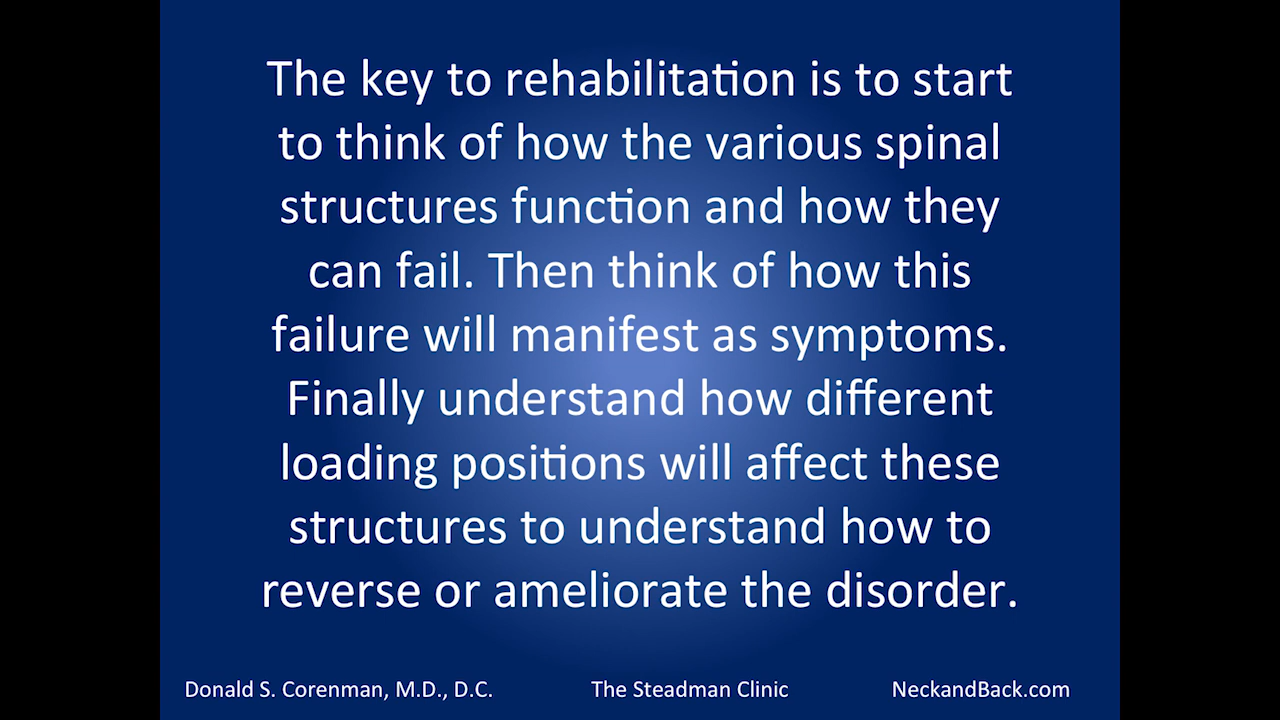 The key to rehabilitation is to start
to think of how the various spinal
structures function and how they
can fail. Then think of how this
failure will manifest as symptoms.
Finally understand how different
loading positions will affect these
structures to understand how to
reverse or ameliorate the disorder.
Donald S. Corenman, M.D., D.C. The Steadman Clinic NeckandBack.com